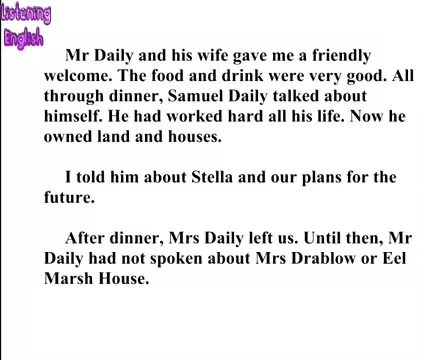 Listening
English
Mr Daily and his wife gave me a friendly
welcome. The food and drink were very good. All
through dinner, Samuel Daily talked about
himself. He had worked hard all his life. Now he
owned land and houses.
I told him about Stella and our plans for the
future.
After dinner, Mrs Daily left us. Until then, Mr
Daily had not spoken about Mrs Drablow or Eel
Marsh House.